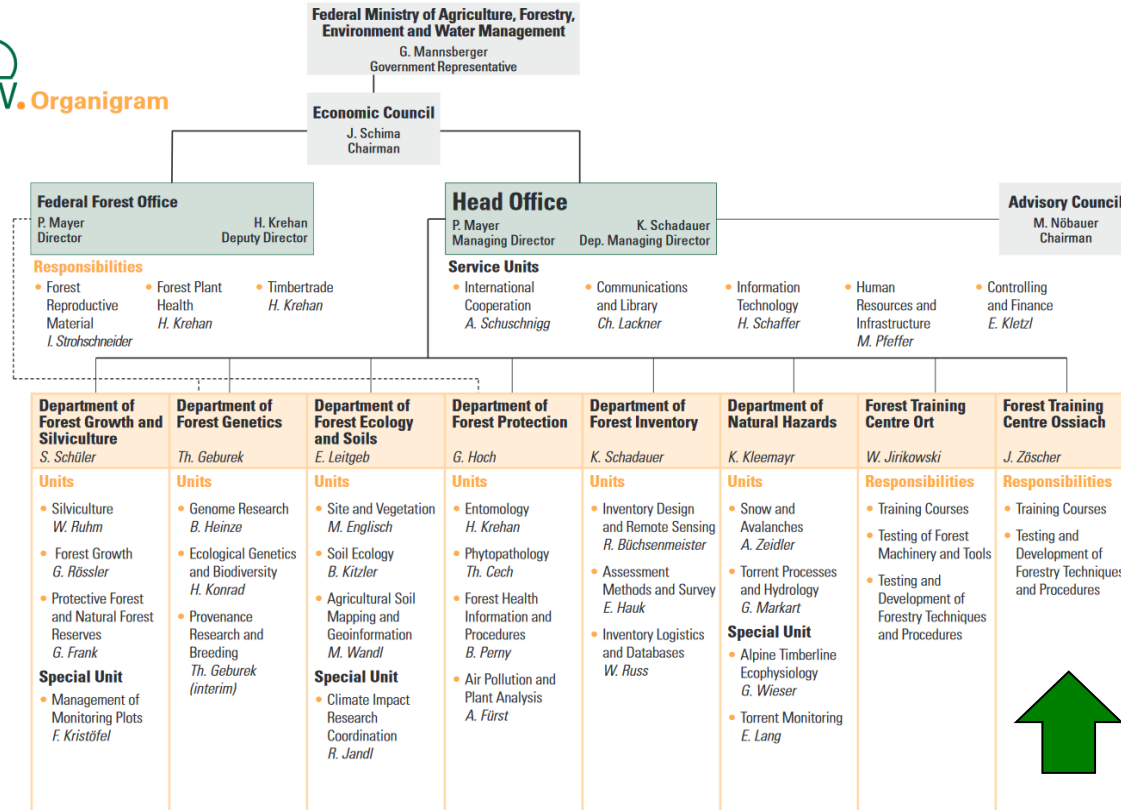 Federal Ministry of Agriculture, Forestry,
Environment and Water Management
G. Mannsberger
Government Representative
W. Organigram
Economic Council
J. Schima
Chairman
Federal Forest Office
P. Mayer
Director
H. Krehan
Deputy Director
Head Office
P. Mayer
Managing Director
K. Schadauer
Dep. Managing Director
Advisory Council
M. Nöbauer
Chairman
Responsibilities
• Forest
Reproductive
Material
I. Strohschneider
• Forest Plant
Health
H. Krehan
• Timbertrade
H. Krehan
Service Units
• International
Cooperation
A. Schuschnigg
• Communications
and Library
Ch. Lackner
• Information
Technology
H. Schaffer
• Human
Resources and
Infrastructure
M. Pfeffer
• Controlling
and Finance
E. Kletzl
Department of
Forest Growth and
Silviculture
S. Schüler
Units
• Silviculture
W. Ruhm
• Forest Growth
G. Rössler
• Protective Forest
and Natural Forest
Reserves
G. Frank
Special Unit
• Management of
Monitoring Plots
F. Kristöfel
Department of
Forest Genetics
Th. Geburek
Units
• Genome Research
B. Heinze
• Ecological Genetics
and Biodiversity
H. Konrad
• Provenance
Research and
Breeding
Th. Geburek
(interim)
Department of
Forest Ecology
and Soils
E. Leitgeb
Units
• Site and Vegetation
M. Englisch
• Soil Ecology
B. Kitzler
• Agricultural Soil
Mapping and
Geoinformation
M. Wandl
Special Unit
• Climate Impact
Research
Coordination
R. Jandl
Department of
Forest Protection
G. Hoch
Units
• Entomology
H. Krehan
• Phytopathology
Th. Cech
• Forest Health
Information and
Procedures
B. Perny
• Air Pollution and
Plant Analysis
A. Fürst
Department of
Forest Inventory
K. Schadauer
Units
• Inventory Design
and Remote Sensing
R. Büchsenmeister
• Assessment
Methods and Survey
E. Hauk
• Inventory Logistics
and Databases
W. Russ
Department of
Natural Hazards
K. Kleemayr
Units
• Snow and
Avalanches
A. Zeidler
• Torrent Processes
and Hydrology
G. Markart
Special Unit
• Alpine Timberline
Ecophysiology
G. Wieser
• Torrent Monitoring
E. Lang
Forest Training
Centre Ort
W. Jirikowski
Responsibilities
• Training Courses
• Testing of Forest
Machinery and Tools
• Testing and
Development of
Forestry Techniques
and Procedures
Forest Training
Centre Ossiach
J. Zöscher
Responsibilities
• Training Courses
• Testing and
Development of
Forestry Techniques
and Procedures